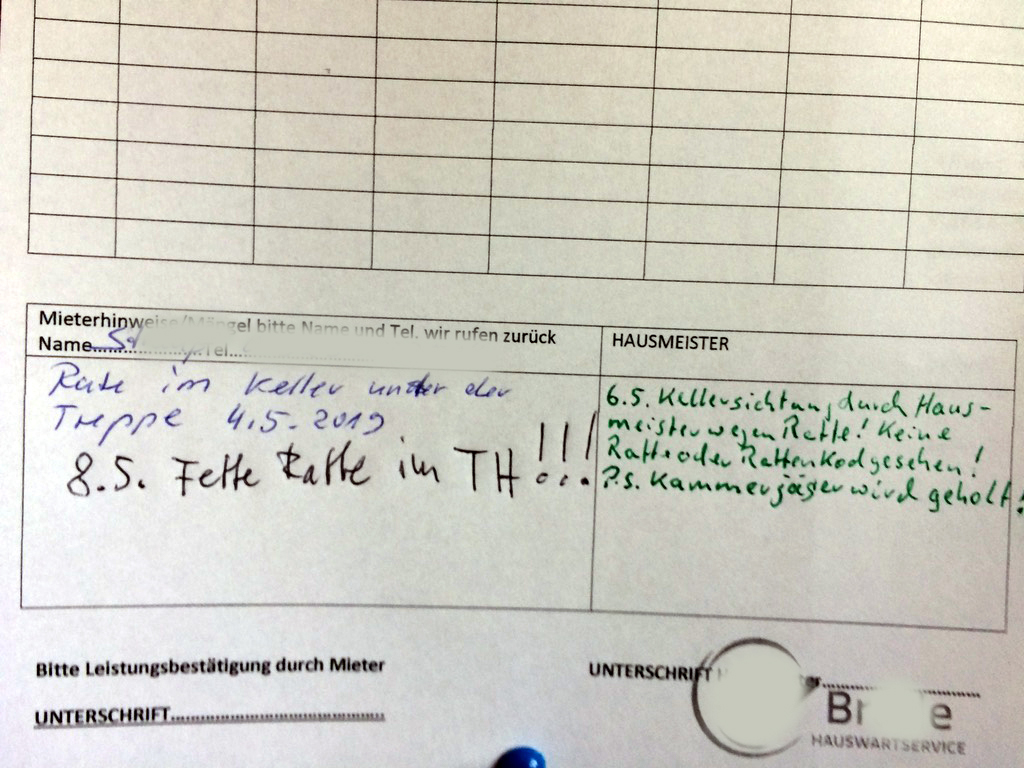 Mieterhinweise/Mängel bitte Name und Tel. wir rufen zurück
Name
Ratte im Keller unter der
Treppe 4.5.2019
8.5. Fette Ratte im TH!!!
HAUSMEISTER
6.5. Kellersichtung durch Haus-
meister wegen Ratte! Keine
Ratte oder Rattenkod gesehen!
P.S. Kammerjäger wird geholt!
Bitte Leistungsbestätigung durch Mieter
UNTERSCHRIFT
UNTERSCHRIFT
HAUSWARTSERVICE